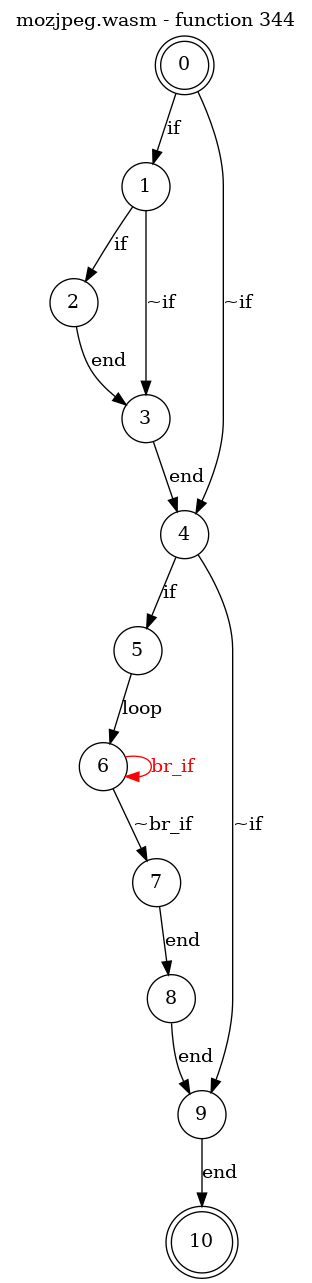 mozjpeg.wasm - function 344
0
if
1
if
2
~if
~if
end
3
end
4
if
5
loop
6
br_if
~br_if
~if
7
end
8
end
9
end
10